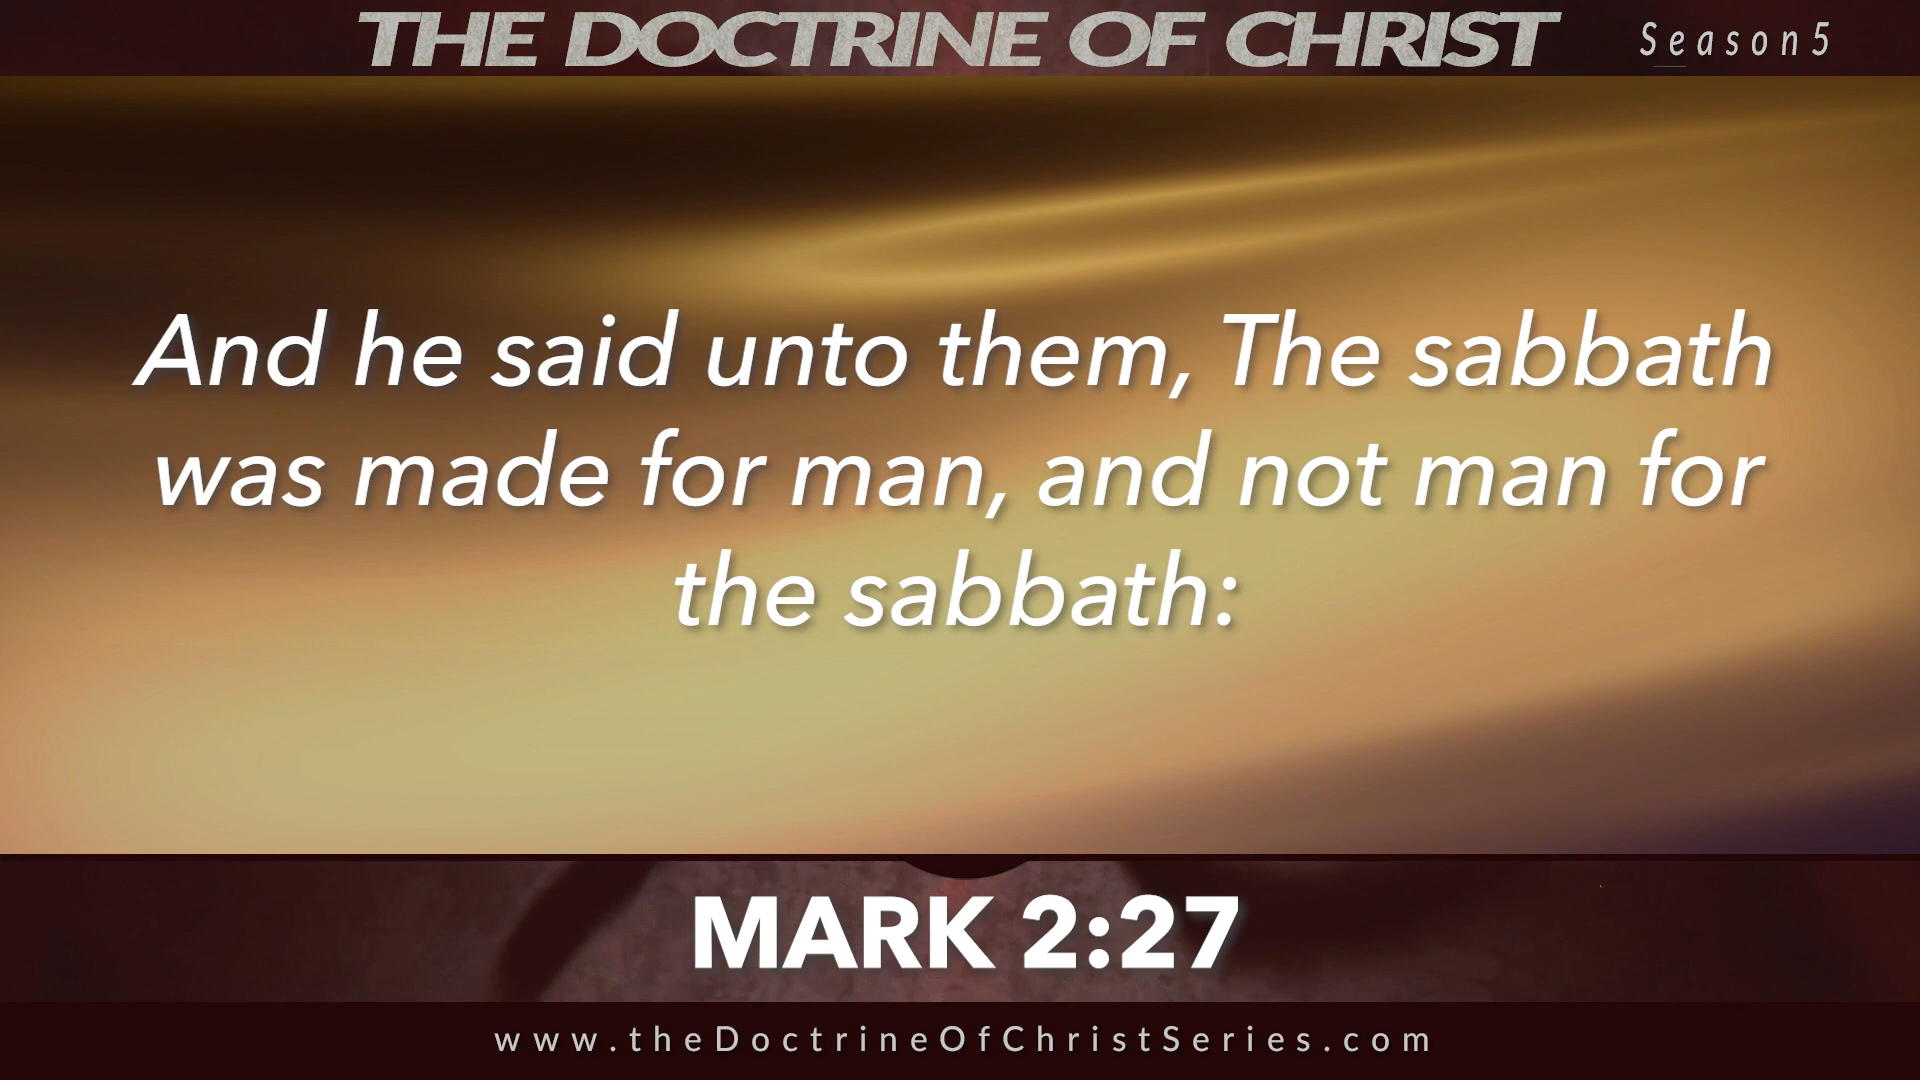 THE DOCTRINE OF CHRIST
Season5
And he said unto them, The sabbath
was made for man, and not man for
the sabbath:
MARK 2:27
www.theDoctrineOfChristSeries.com